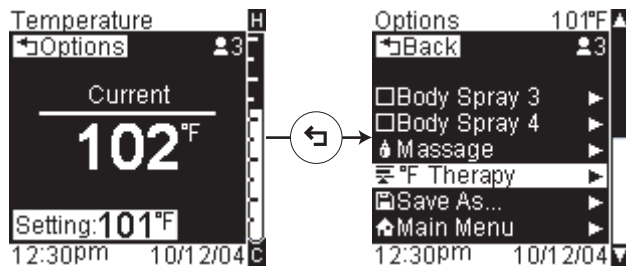 Temperature H
Options 3
Current
102°F
Setting:101°F
12:30pm 10/12/04 C
Options 101°F
Back 3
Body Spray 3
Body Spray 4
Massage
°F Therapy
Save As...
Main Menu
12:30pm 10/12/04